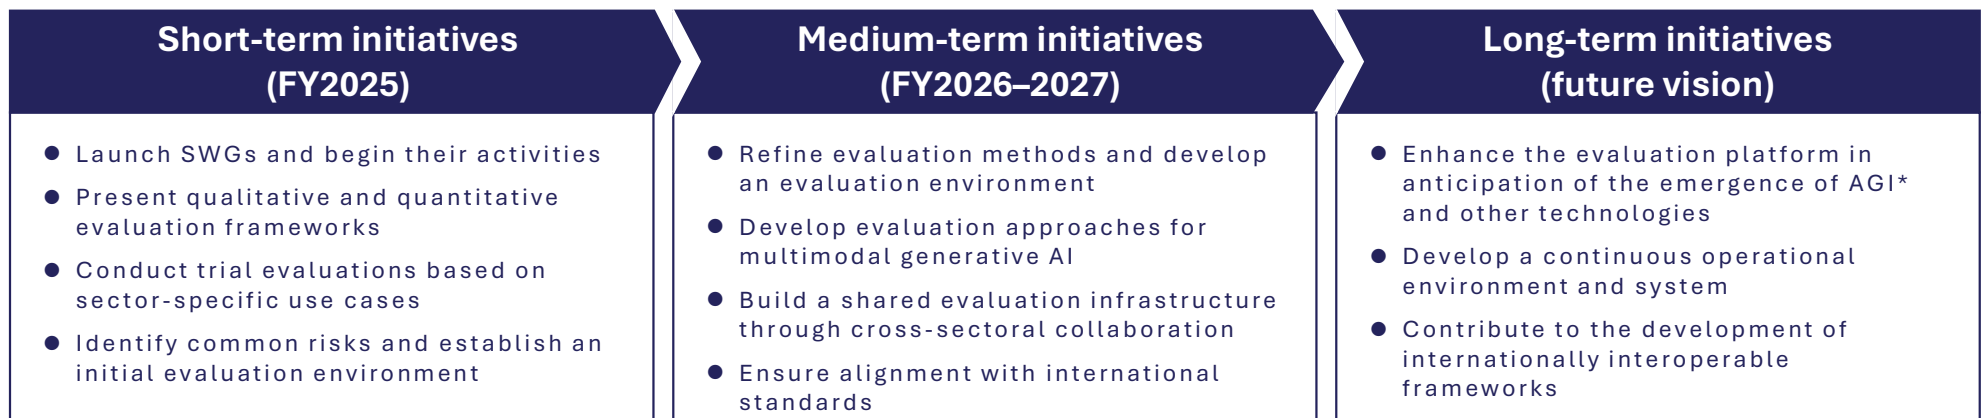 Short-term initiatives
(FY2025)
● Launch SWGs and begin their activities
● Present qualitative and quantitative
evaluation frameworks
● Conduct trial evaluations based on
sector-specific use cases
● Identify common risks and establish an
initial evaluation environment
Medium-term initiatives
(FY2026–2027)
● Refine evaluation methods and develop
an evaluation environment
● Develop evaluation approaches for
multimodal generative AI
● Build a shared evaluation infrastructure
through cross-sectoral collaboration
● Ensure alignment with international
standards
Long-term initiatives
(future vision)
● Enhance the evaluation platform in
anticipation of the emergence of AGI*
and other technologies
● Develop a continuous operational
environment and system
● Contribute to the development of
internationally interoperable
frameworks